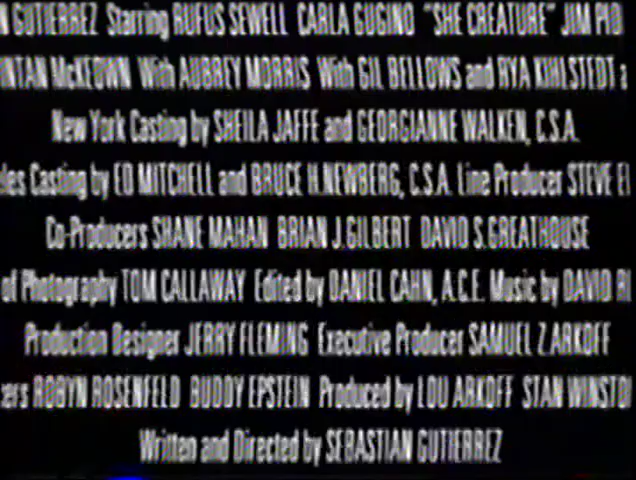 N GUTIERREZ Starring RUFUS SEWELL CARLA GUGINO "SHE CREATURE" JIM PID
INTAN McKEOWN With AUBREY MORRIS With GIL BELLOWS and RYA KIHLSTEDT a
New York Casting by SHEILA JAFFE and GEORGIANNE WALKEN, C.S.A.
eles Casting by ED MITCHELL and BRUCE H.NEWBERG, C.S.A. Line Producer STEVE E
Co-Producers SHANE MAHAN BRIAN J.GILBERT DAVID S.GREATHOUSE
of Photography TOM CALLAWAY Edited by DANIEL CAHN, A.C.E. Music by DAVID R
Production Designer JERRY FLEMING Executive Producer SAMUEL Z.ARKOFF
ers ROBYN ROSENFELD BUDDY EPSTEIN Produced by LOU ARKOFF STAN WINSTO
Written and Directed by SEBASTIAN GUTIERREZ